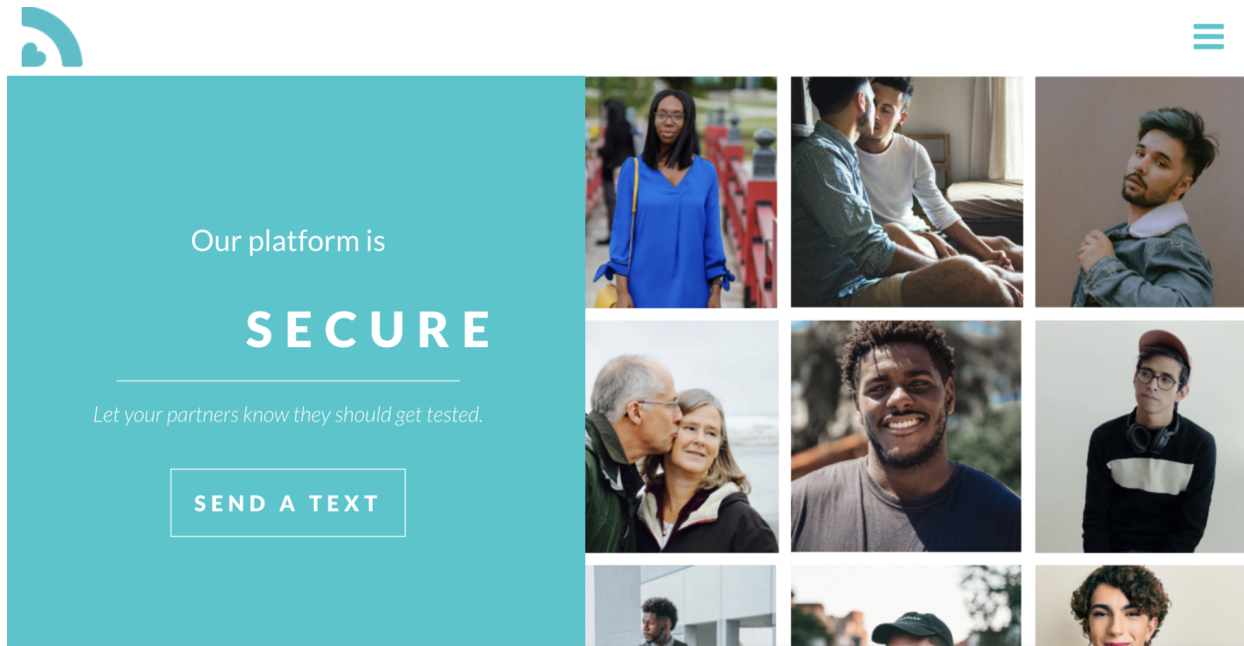 Our platform is
SECURE
Let your partners know they should get tested.
SEND A TEXT